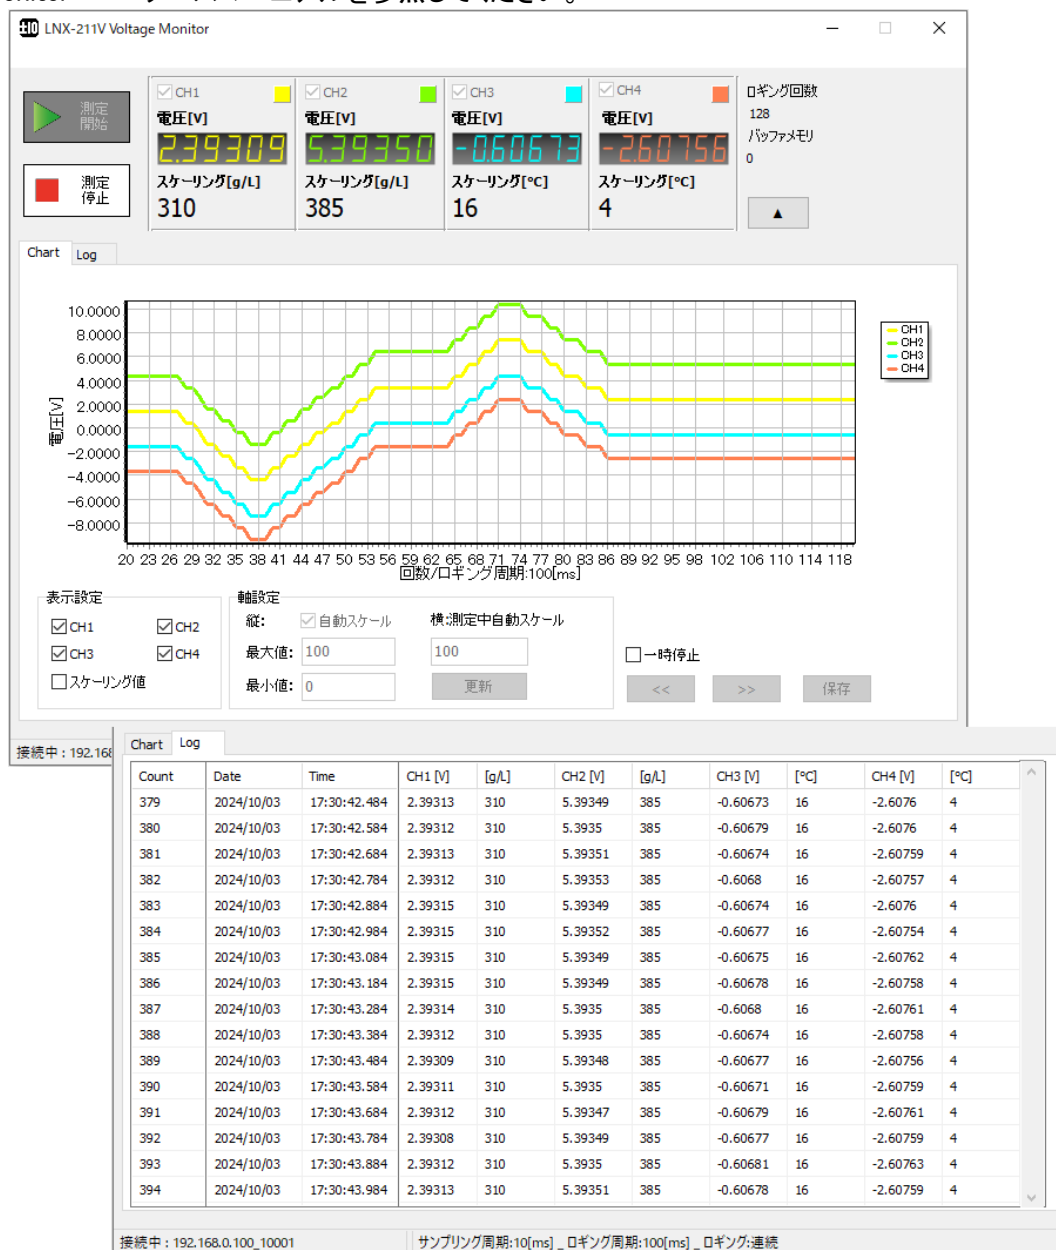 マニュアルを参照してください。
±10 LNX-211V Voltage Monitor
測定開始
測定停止
CH1 CH2 CH3 CH4
電圧[V] 電圧[V] 電圧[V] 電圧[V]
2.39309 5.39350 -0.60673 -2.60756
スケーリング[g/L] スケーリング[g/L] スケーリング[°C] スケーリング[°C]
310 385 16 4
ロギング回数
128
バッファメモリ
0
▲
Chart Log
10.0000
8.0000
6.0000
4.0000
2.0000
0.0000
-2.0000
-4.0000
-6.0000
-8.0000
電圧[V]
CH1
CH2
CH3
CH4
20 23 26 29 32 35 38 41 44 47 50 53 56 59 62 65 68 71 74 77 80 83 86 89 92 95 98 102 106 110 114 118
回数/ロギング周期:100[ms]
表示設定
CH1 CH2
CH3 CH4
スケーリング値
軸設定
縦: 自動スケール 横:測定中自動スケール
最大値: 100 100
最小値: 0 更新
一時停止
<< >> 保存
接続中 : 192.168
Chart Log
Count Date Time CH1 [V] [g/L] CH2 [V] [g/L] CH3 [V] [°C] CH4 [V] [°C]
379 2024/10/03 17:30:42.484 2.39313 310 5.39349 385 -0.60673 16 -2.6076 4
380 2024/10/03 17:30:42.584 2.39312 310 5.3935 385 -0.60679 16 -2.6076 4
381 2024/10/03 17:30:42.684 2.39313 310 5.39351 385 -0.60674 16 -2.60759 4
382 2024/10/03 17:30:42.784 2.39312 310 5.39353 385 -0.6068 16 -2.60757 4
383 2024/10/03 17:30:42.884 2.39315 310 5.39349 385 -0.60674 16 -2.6076 4
384 2024/10/03 17:30:42.984 2.39315 310 5.39352 385 -0.60677 16 -2.60754 4
385 2024/10/03 17:30:43.084 2.39315 310 5.39349 385 -0.60675 16 -2.60762 4
386 2024/10/03 17:30:43.184 2.39315 310 5.39349 385 -0.60678 16 -2.60758 4
387 2024/10/03 17:30:43.284 2.39314 310 5.3935 385 -0.6068 16 -2.60761 4
388 2024/10/03 17:30:43.384 2.39312 310 5.3935 385 -0.60674 16 -2.60758 4
389 2024/10/03 17:30:43.484 2.39309 310 5.39348 385 -0.60677 16 -2.60756 4
390 2024/10/03 17:30:43.584 2.39311 310 5.3935 385 -0.60671 16 -2.60759 4
391 2024/10/03 17:30:43.684 2.39312 310 5.39347 385 -0.60679 16 -2.60761 4
392 2024/10/03 17:30:43.784 2.39308 310 5.39349 385 -0.60677 16 -2.60759 4
393 2024/10/03 17:30:43.884 2.39312 310 5.3935 385 -0.60681 16 -2.60763 4
394 2024/10/03 17:30:43.984 2.39313 310 5.39351 385 -0.60678 16 -2.60759 4
接続中 : 192.168.0.100_10001 サンプリング周期:10[ms] _ ロギング周期:100[ms] _ ロギング:連続